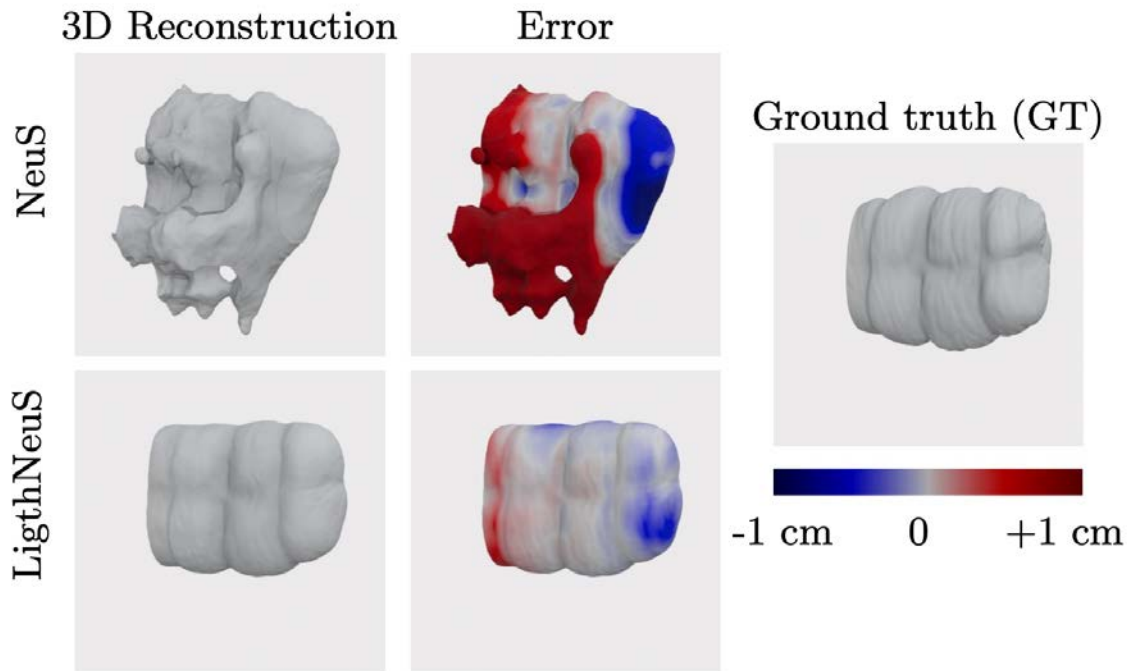 3D Reconstruction
Error
NeuS
Ground truth (GT)
LigthNeuS
-1 cm
0
+1 cm